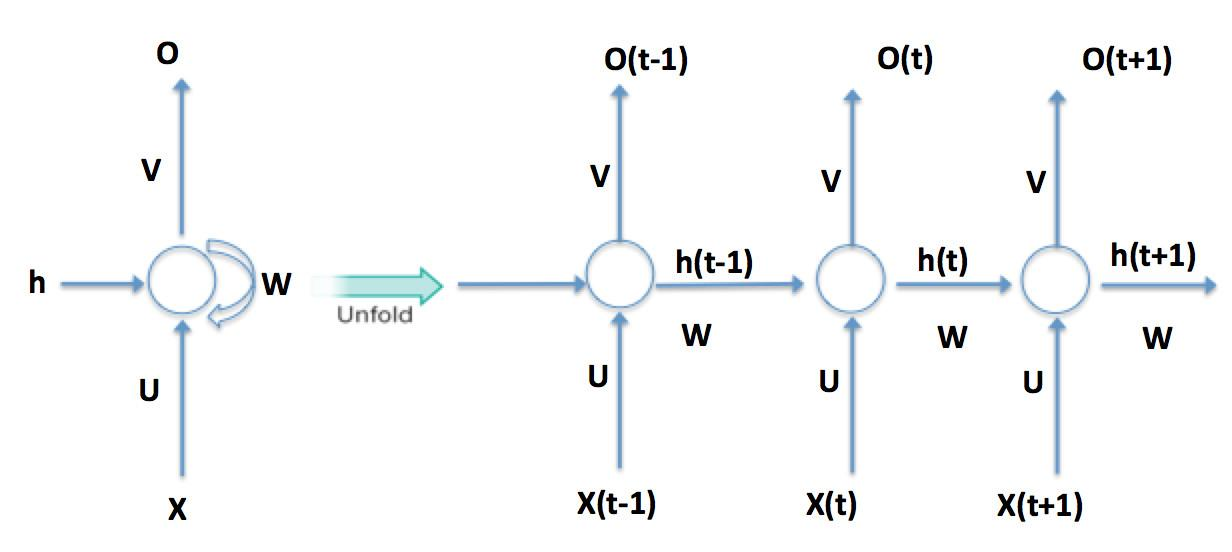 O
V
h
W
U
X
Unfold
O(t-1)
O(t)
O(t+1)
V
V
V
h(t-1)
h(t)
h(t+1)
W
W
W
U
U
U
X(t-1)
X(t)
X(t+1)